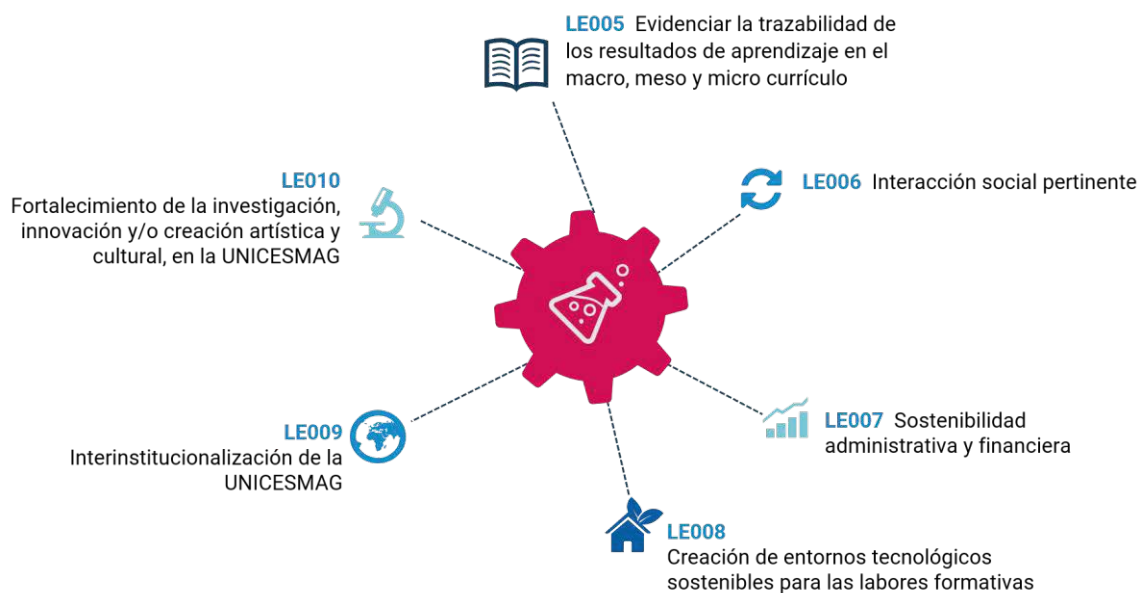 LE005 Evidenciar la trazabilidad de
los resultados de aprendizaje en el
macro, meso y micro currículo
LE006 Interacción social pertinente
LE007 Sostenibilidad
administrativa y financiera
LE008
Creación de entornos tecnológicos
sostenibles para las labores formativas
LE009
Interinstitucionalización de la
UNICESMAG
LE010
Fortalecimiento de la investigación,
innovación y/o creación artística y
cultural, en la UNICESMAG